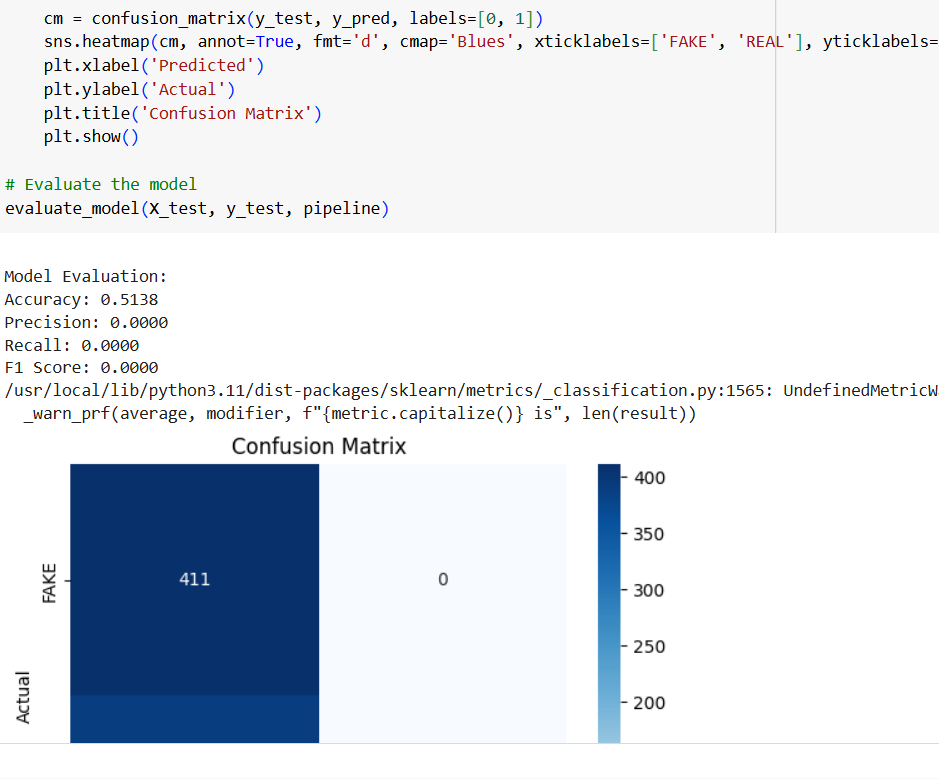 cm = confusion_matrix(y_test, y_pred, labels=[0, 1])
sns.heatmap(cm, annot=True, fmt='d', cmap='Blues', xticklabels=['FAKE', 'REAL'], yticklabels=
plt.xlabel('Predicted')
plt.ylabel('Actual')
plt.title('Confusion Matrix')
plt.show()
# Evaluate the model
evaluate_model(X_test, y_test, pipeline)
Model Evaluation:
Accuracy: 0.5138
Precision: 0.0000
Recall: 0.0000
F1 Score: 0.0000
/usr/local/lib/python3.11/dist-packages/sklearn/metrics/_classification.py:1565: UndefinedMetricW
_warn_prf(average, modifier, f"{metric.capitalize()} is", len(result))
Confusion Matrix
400
350
300
250
200
FAKE
411
0
Actual